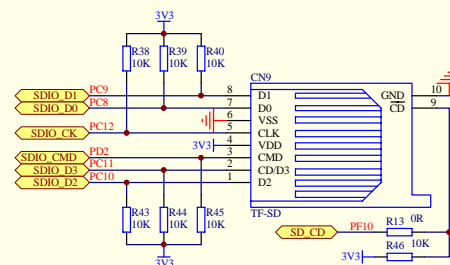 3V3
R38 R39 R40
10K 10K 10K
CN9
SDIO_D1 PC9 8 D1 GND 10
SDIO_D0 PC8 7 D0 CD 9
6 VSS
SDIO_CK PC12 5 CLK
3V3 4 VDD
SDIO_CMD PD2 3 CMD
SDIO_D3 PC11 2 CD/D3
SDIO_D2 PC10 1 D2
R43 R44 R45
10K 10K 10K
TF-SD
3V3
SD_CD PF10 R13 0R
3V3 R46 10K